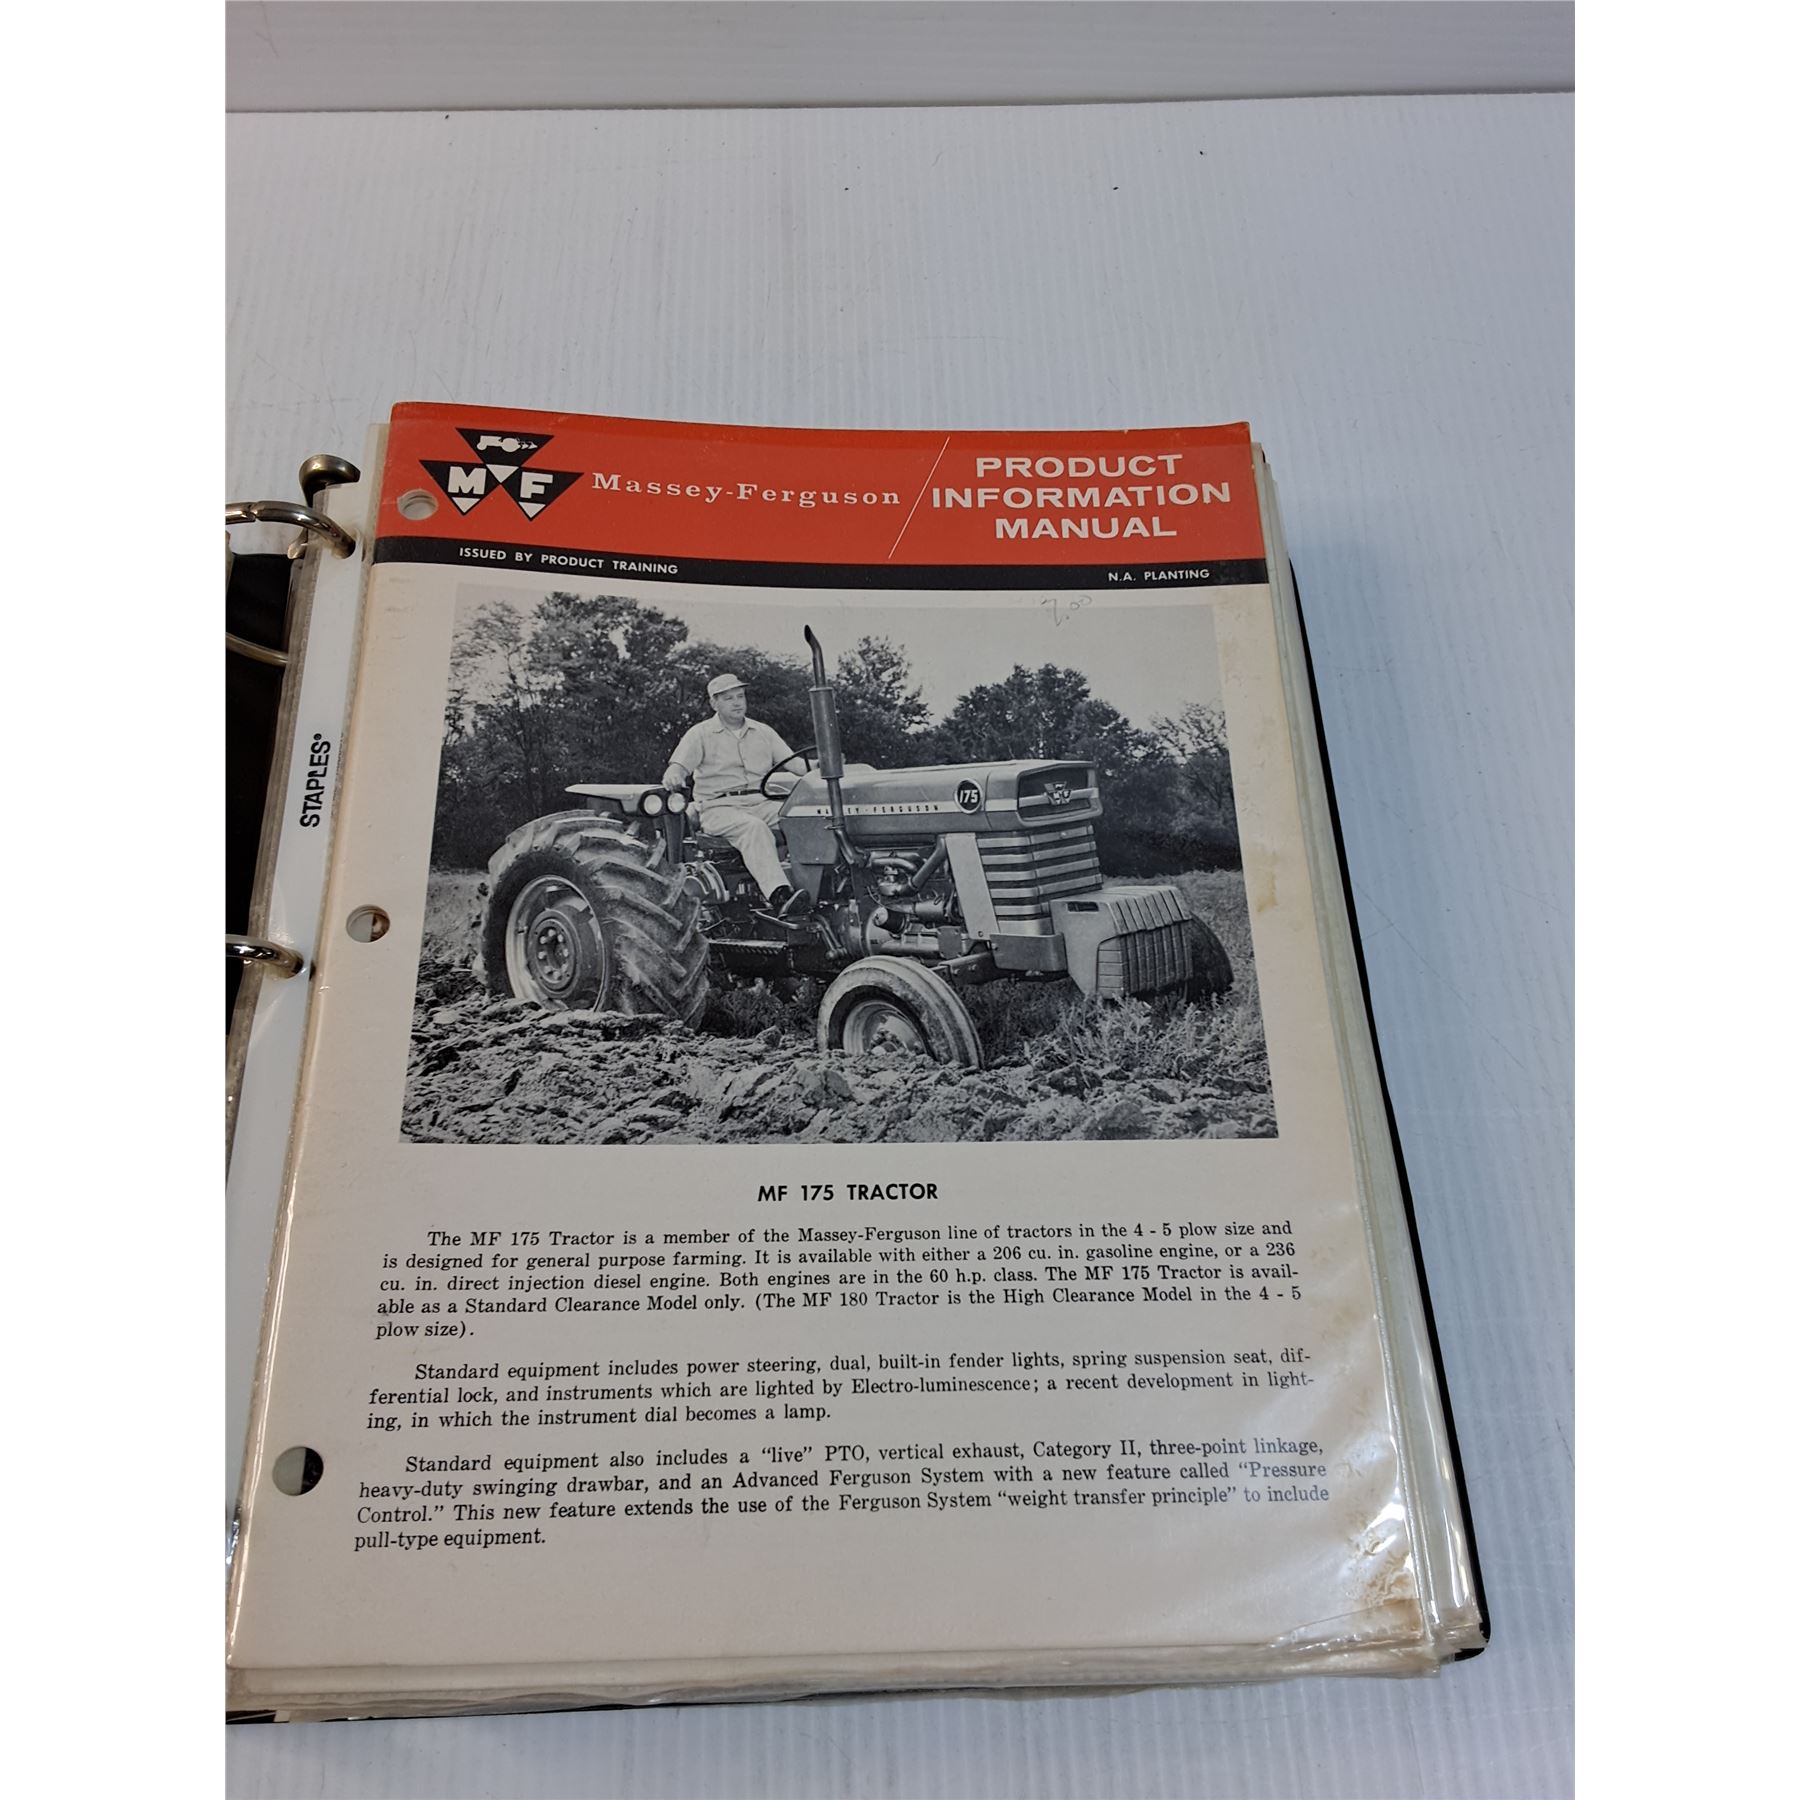 M F
Massey-Ferguson
PRODUCT
INFORMATION
MANUAL
ISSUED BY PRODUCT TRAINING
N.A. PLANTING
7.00
STAPLES®
MASSEY-FERGUSON
175
MF
MF 175 TRACTOR
The MF 175 Tractor is a member of the Massey-Ferguson line of tractors in the 4 - 5 plow size and
is designed for general purpose farming. It is available with either a 206 cu. in. gasoline engine, or a 236
cu. in. direct injection diesel engine. Both engines are in the 60 h.p. class. The MF 175 Tractor is avail-
able as a Standard Clearance Model only. (The MF 180 Tractor is the High Clearance Model in the 4 - 5
plow size).
Standard equipment includes power steering, dual, built-in fender lights, spring suspension seat, dif-
ferential lock, and instruments which are lighted by Electro-luminescence; a recent development in light-
ing, in which the instrument dial becomes a lamp.
Standard equipment also includes a "live" PTO, vertical exhaust, Category II, three-point linkage,
heavy-duty swinging drawbar, and an Advanced Ferguson System with a new feature called "Pressure
Control." This new feature extends the use of the Ferguson System "weight transfer principle" to include
pull-type equipment.